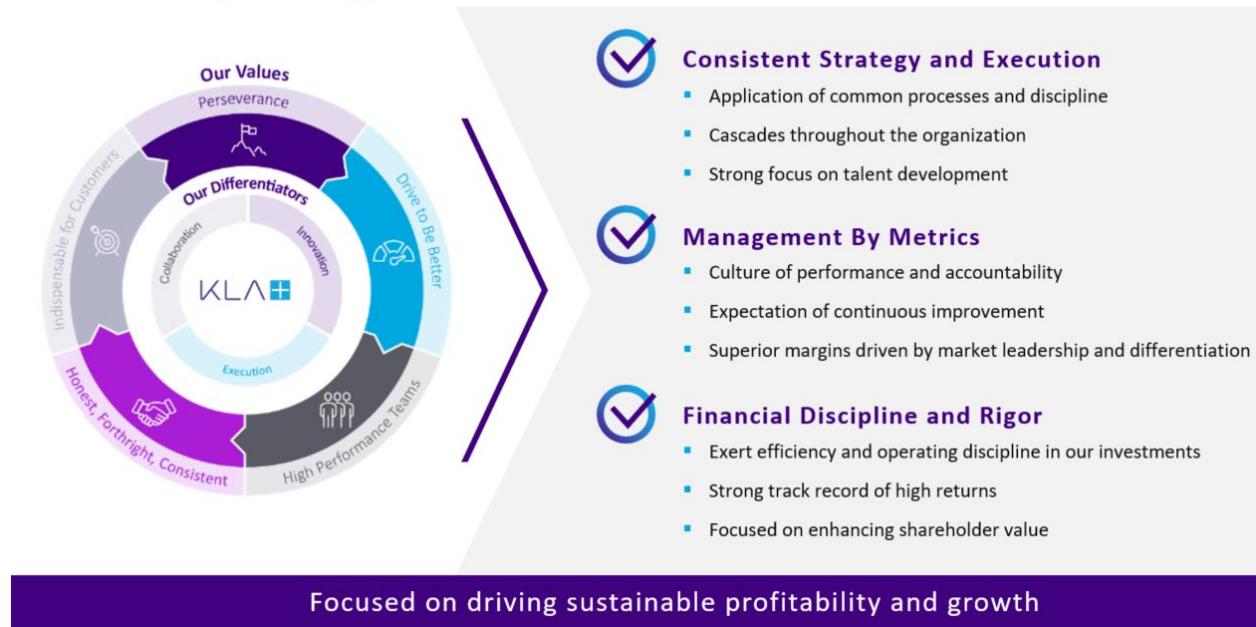 Our Values
Perseverance
Drive to Be Better
High Performance Teams
Honest, Forthright, Consistent
Indispensable for Customers
Our Differentiators
Collaboration
Innovation
Execution
KLA+
Consistent Strategy and Execution
Application of common processes and discipline
Cascades throughout the organization
Strong focus on talent development
Management By Metrics
Culture of performance and accountability
Expectation of continuous improvement
Superior margins driven by market leadership and differentiation
Financial Discipline and Rigor
Exert efficiency and operating discipline in our investments
Strong track record of high returns
Focused on enhancing shareholder value
Focused on driving sustainable profitability and growth